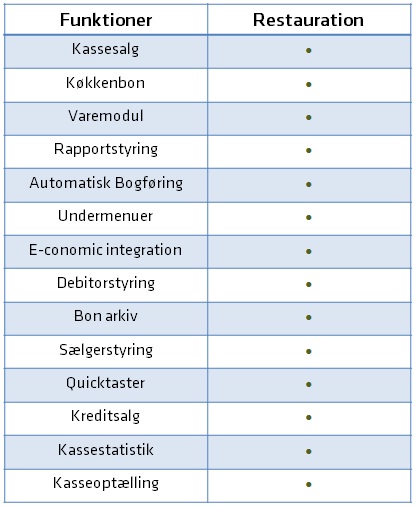 Funktioner Restauration
Kassesalg •
Køkkenbon •
Varemodul •
Rapportstyring •
Automatisk Bogføring •
Undermenuer •
E-conomic integration •
Debitorstyring •
Bon arkiv •
Sælgerstyring •
Quicktaster •
Kreditsalg •
Kassestatistik •
Kasseoptælling •